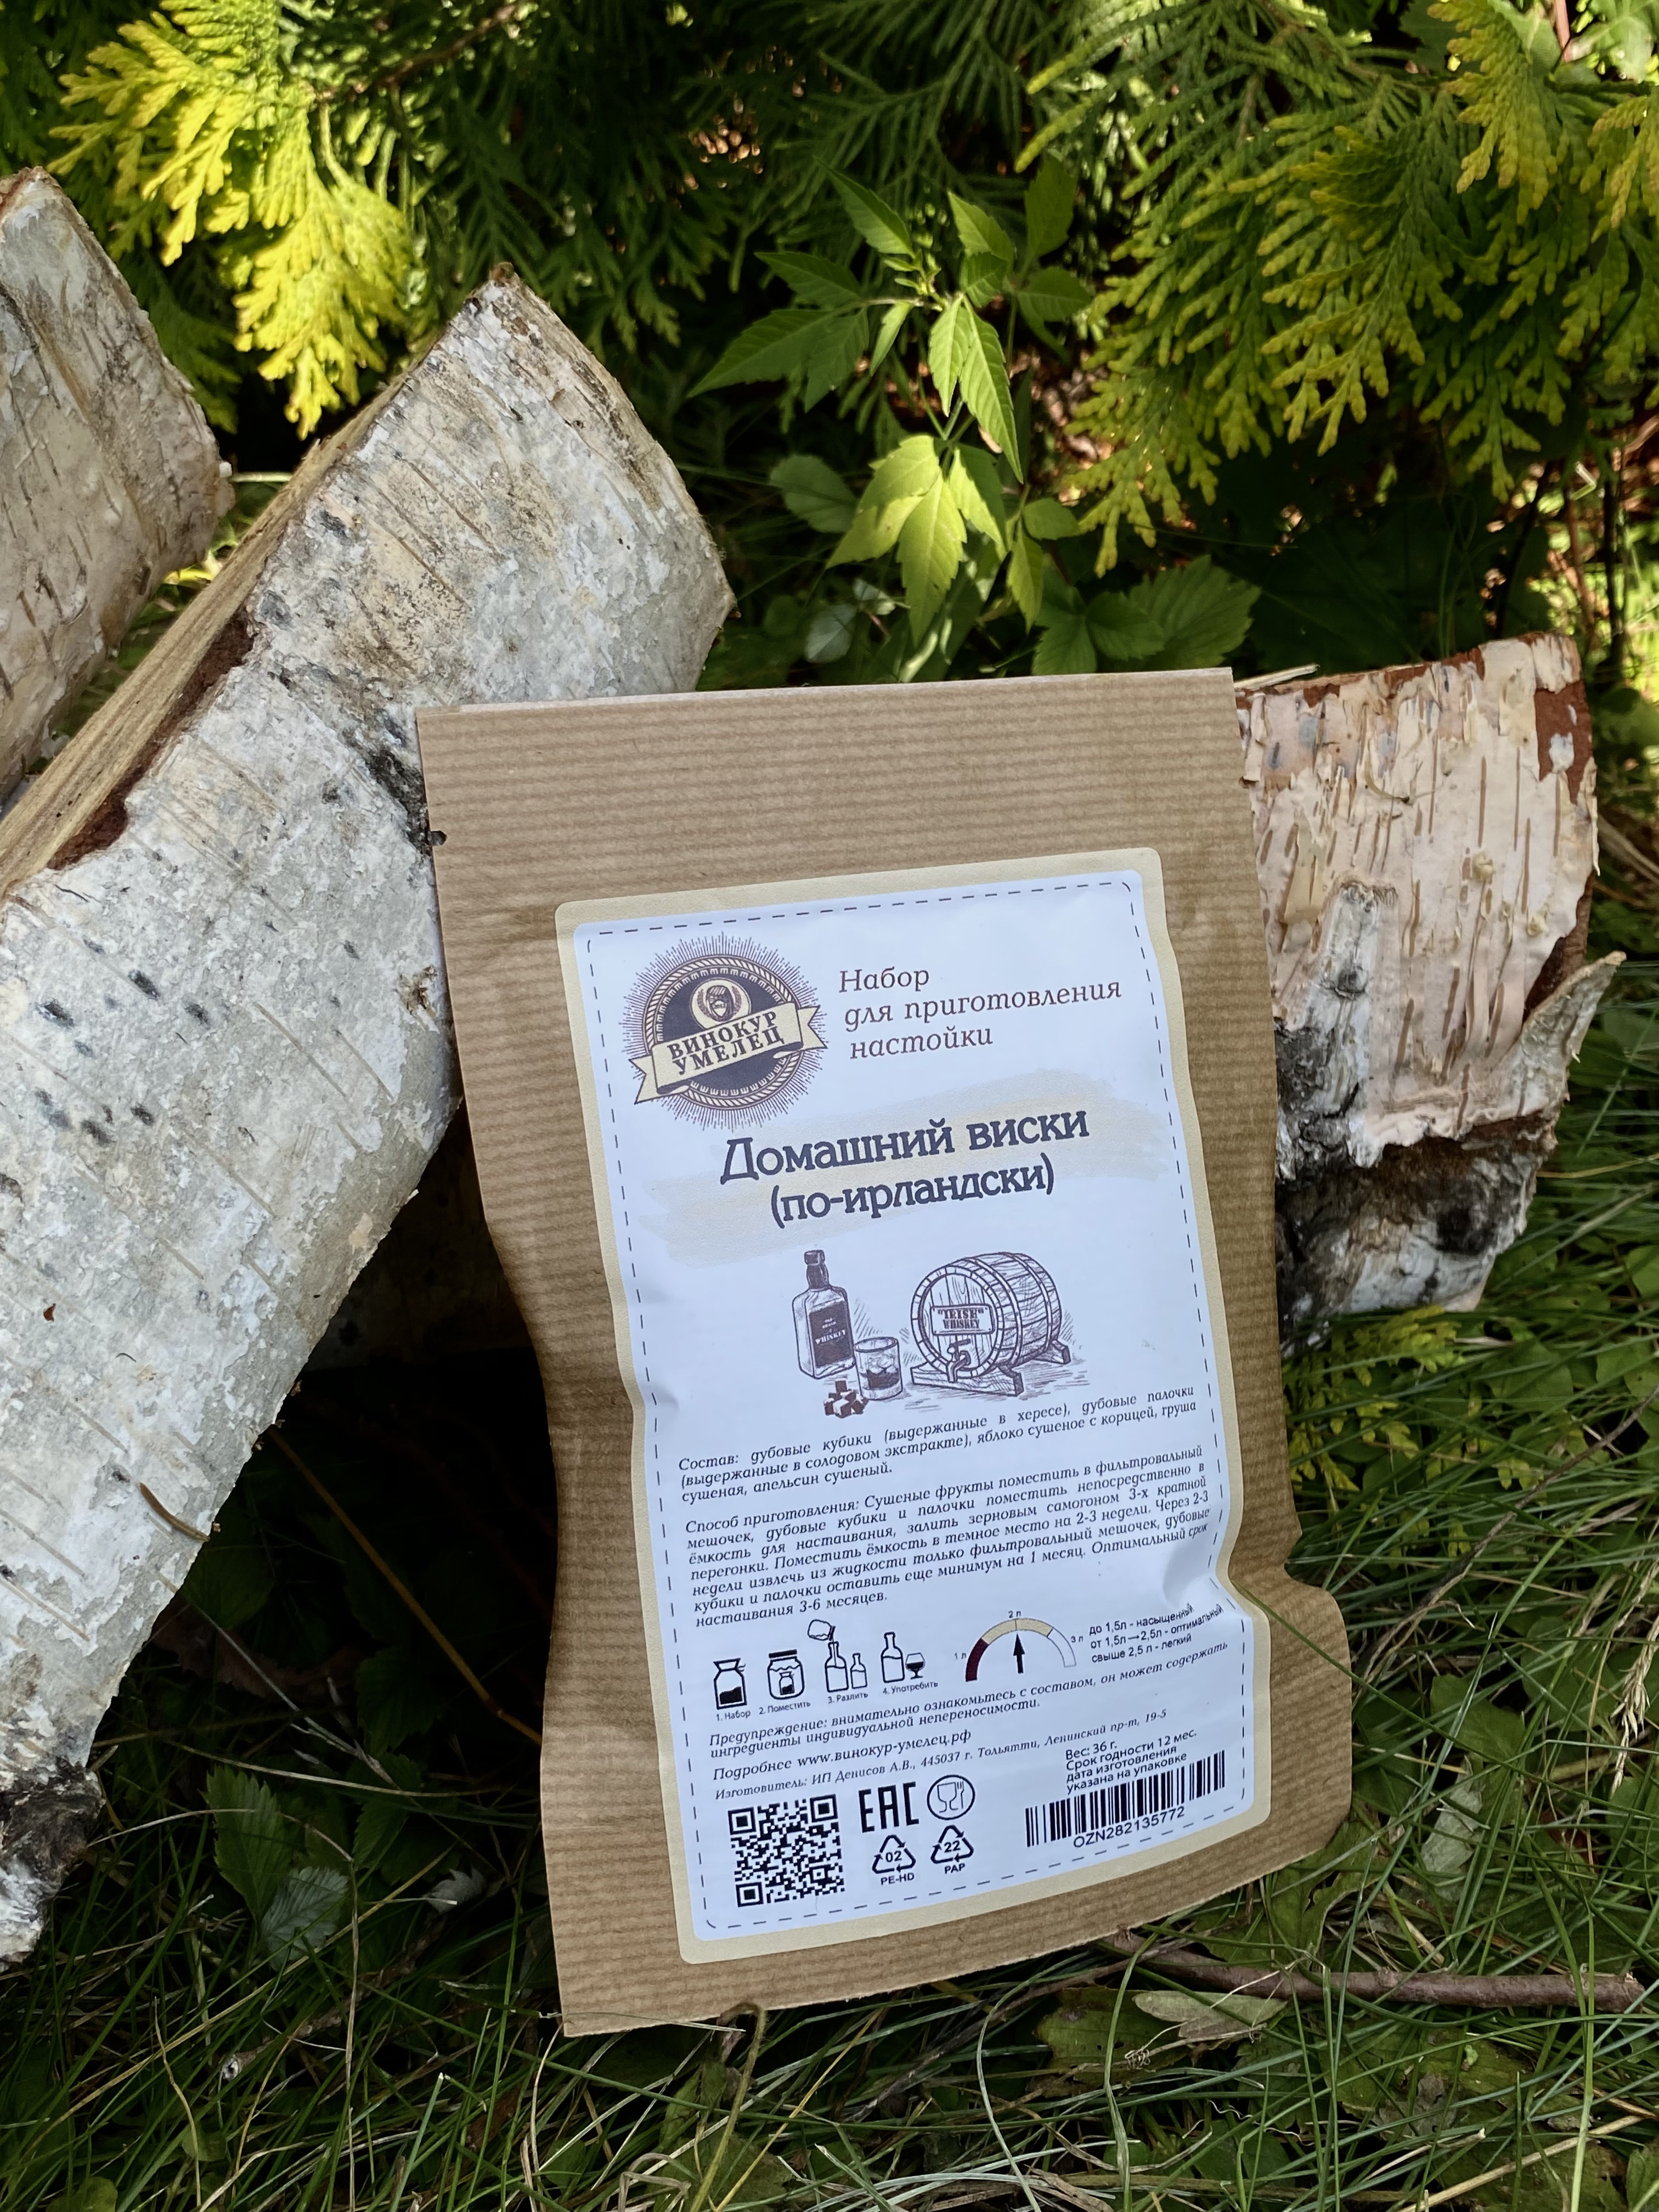 ВИНОКУР
УМЕЛЕЦ
Набор
для приготовления
настойки
Домашний виски
(по-ирландски)
WHISKEY
"IRISH"
WHISKEY
Состав: дубовые кубики (выдержанные в хересе), дубовые палочки
(выдержанные в солодовом экстракте), яблоко сушеное с корицей, груша
сушеная, апельсин сушеный.
Способ приготовления: Сушеные фрукты поместить в фильтровальный
мешочек, дубовые кубики и палочки поместить непосредственно в
ёмкость для настаивания, залить зерновым самогоном 3-х кратной
перегонки. Поместить ёмкость в темное место на 2-3 недели. Через 2-3
недели извлечь из жидкости только фильтровальный мешочек, дубовые
кубики и палочки оставить еще минимум на 1 месяц. Оптимальный срок
настаивания 3-6 месяцев.
1. Набор
2. Поместить
3. Разлить
4. Употребить
1 л
2 л
3 л
до 1,5л - насыщенный
от 1,5л→2,5л - оптимальный
свыше 2,5 л - легкий
Предупреждение: внимательно ознакомьтесь с составом, он может содержать
ингредиенты индивидуальной непереносимости.
Подробнее www.винокур-умелец.рф
Изготовитель: ИП Денисов А.В., 445037 г. Тольятти, Ленинский пр-т, 19-5
Вес: 36 г.
Срок годности 12 мес.
дата изготовления
указана на упаковке
EAC
02
PE-HD
22
PAP
OZN282135772